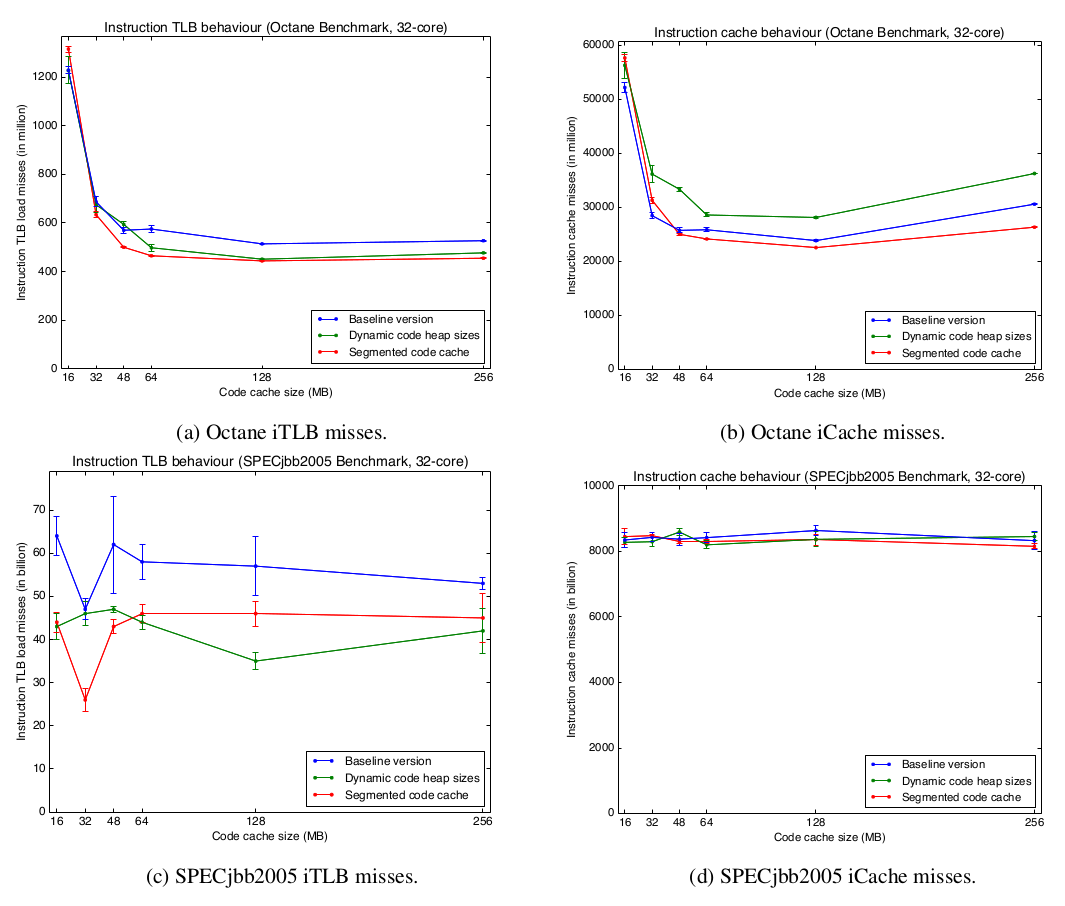 Instruction TLB behaviour (Octane Benchmark, 32-core)
Instruction TLB load misses (in million)
1200
1000
800
600
400
200
0
16 32 48 64 128 256
Code cache size (MB)
Baseline version
Dynamic code heap sizes
Segmented code cache
(a) Octane iTLB misses.
Instruction cache behaviour (Octane Benchmark, 32-core)
Instruction cache misses (in million)
60000
50000
40000
30000
20000
10000
0
16 32 48 64 128 256
Code cache size (MB)
Baseline version
Dynamic code heap sizes
Segmented code cache
(b) Octane iCache misses.
Instruction TLB behaviour (SPECjbb2005 Benchmark, 32-core)
Instruction TLB load misses (in billion)
70
60
50
40
30
20
10
0
16 32 48 64 128 256
Code cache size (MB)
Baseline version
Dynamic code heap sizes
Segmented code cache
(c) SPECjbb2005 iTLB misses.
Instruction cache behaviour (SPECjbb2005 Benchmark, 32-core)
Instruction cache misses (in billion)
10000
8000
6000
4000
2000
0
16 32 48 64 128 256
Code cache size (MB)
Baseline version
Dynamic code heap sizes
Segmented code cache
(d) SPECjbb2005 iCache misses.